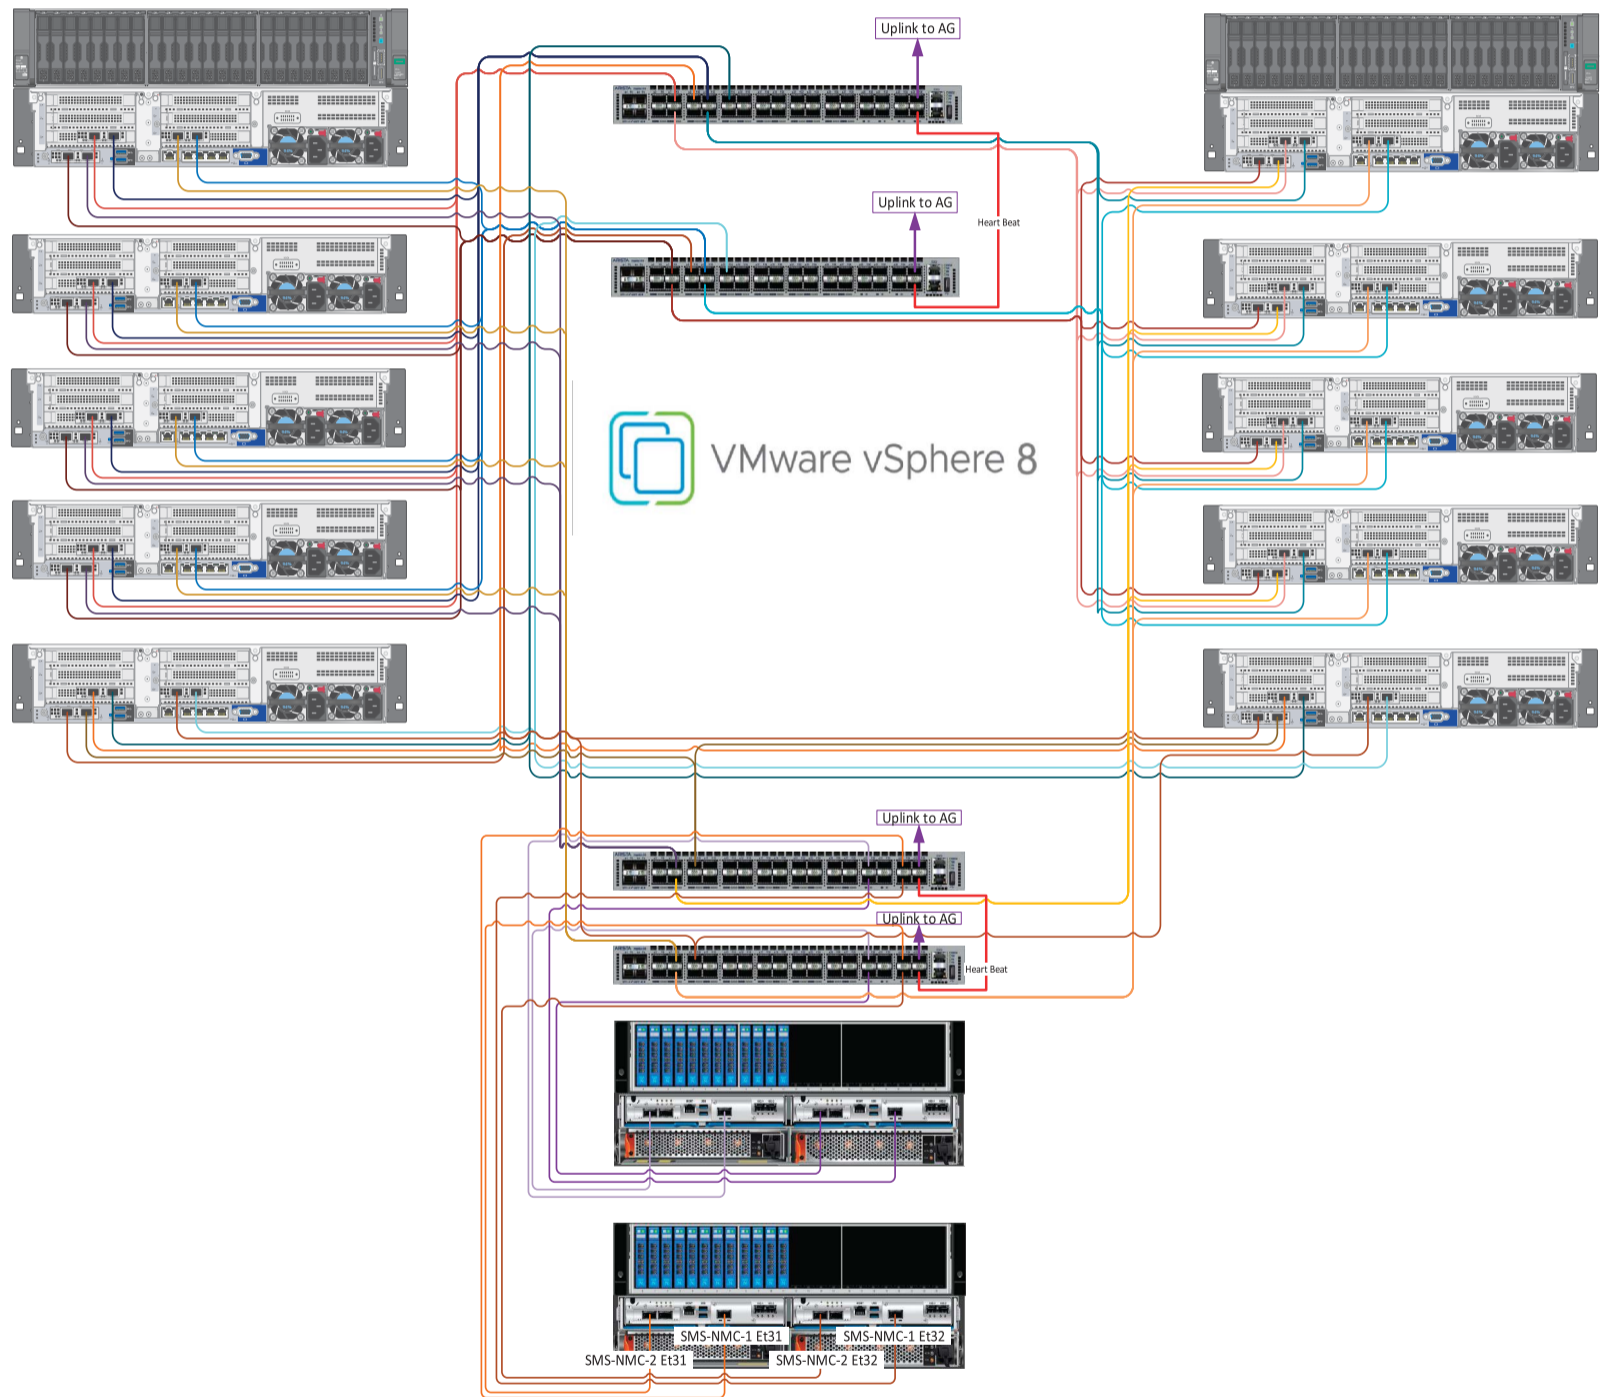 Uplink to AG
Uplink to AG
Heart Beat
VMware vSphere 8
Uplink to AG
Uplink to AG
Heart Beat
SMS-NMC-1 Et31
SMS-NMC-1 Et32
SMS-NMC-2 Et31
SMS-NMC-2 Et32